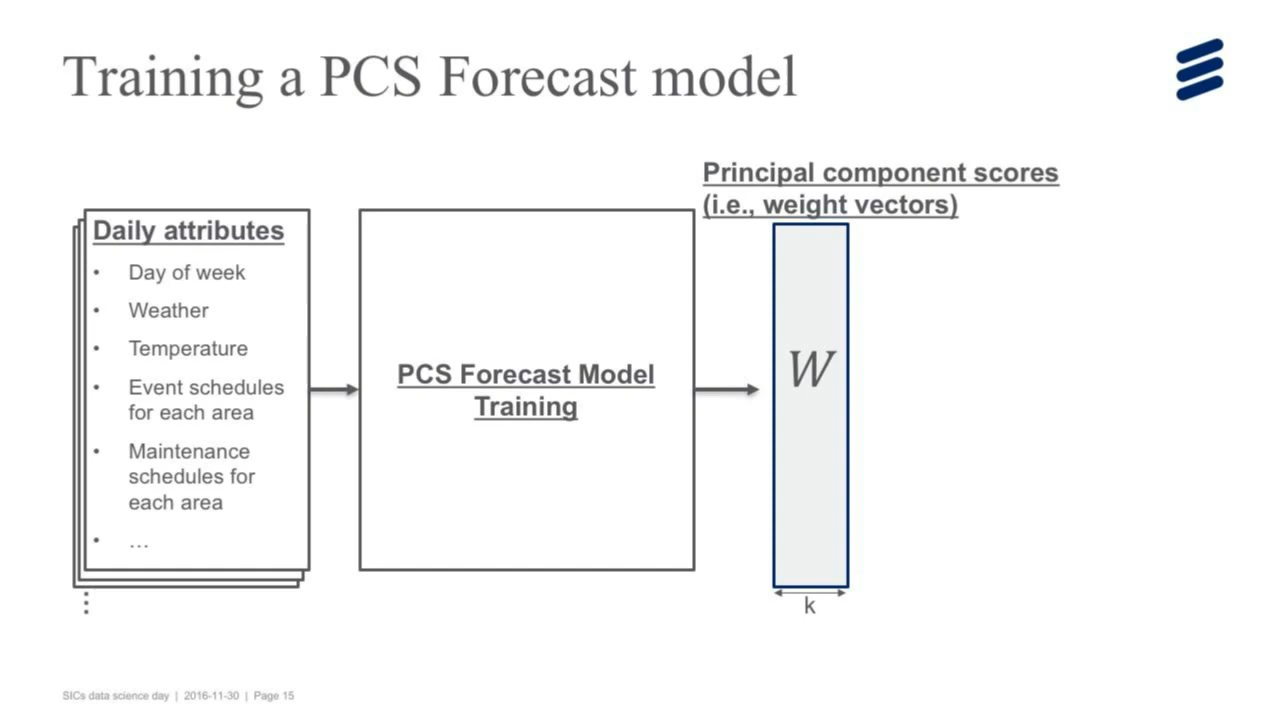 Training a PCS Forecast model
Principal component scores
(i.e., weight vectors)
Daily attributes
• Day of week
• Weather
• Temperature
• Event schedules
for each area
• Maintenance
schedules for
each area
• …
⋮
PCS Forecast Model
Training
W
k
SICs data science day | 2016-11-30 | Page 15